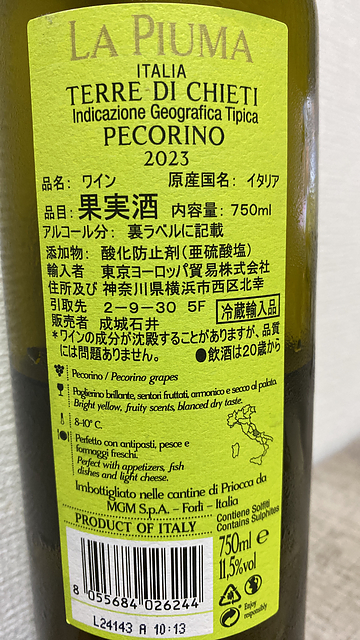 LA PIUMA
ITALIA
TERRE DI CHIETI
Indicazione Geografica Tipica
PECORINO
2023
品名: ワイン 原産国名: イタリア
品目: 果実酒 内容量: 750ml
アルコール分: 裏ラベルに記載
添加物: 酸化防止剤(亜硫酸塩)
輸入者 東京ヨーロッパ貿易株式会社
住所及び 神奈川県横浜市西区北幸
引取先 2-9-30 5F 冷蔵輸入品
販売者 成城石井
*ワインの成分が沈殿することがありますが、品質
には問題ありません。 ●飲酒は20歳から
Pecorino / Pecorino grapes
Paglierino brillante, sentori fruttati, armonico e secco al palato.
Bright yellow, fruity scents, blanced dry taste.
8-10° C.
Perfetto con antipasti, pesce e
formaggi freschi.
Perfect with appetizers, fish
dishes and light cheese.
Imbottigliato nelle cantine di Priocca da
MGM S.p.A. - Forlì - Italia
PRODUCT OF ITALY
Contiene Solfiti
Contains Sulphites
750ml e
11,5%vol
8 055684 026244
Enjoy
responsibly
L24143 A 10:13